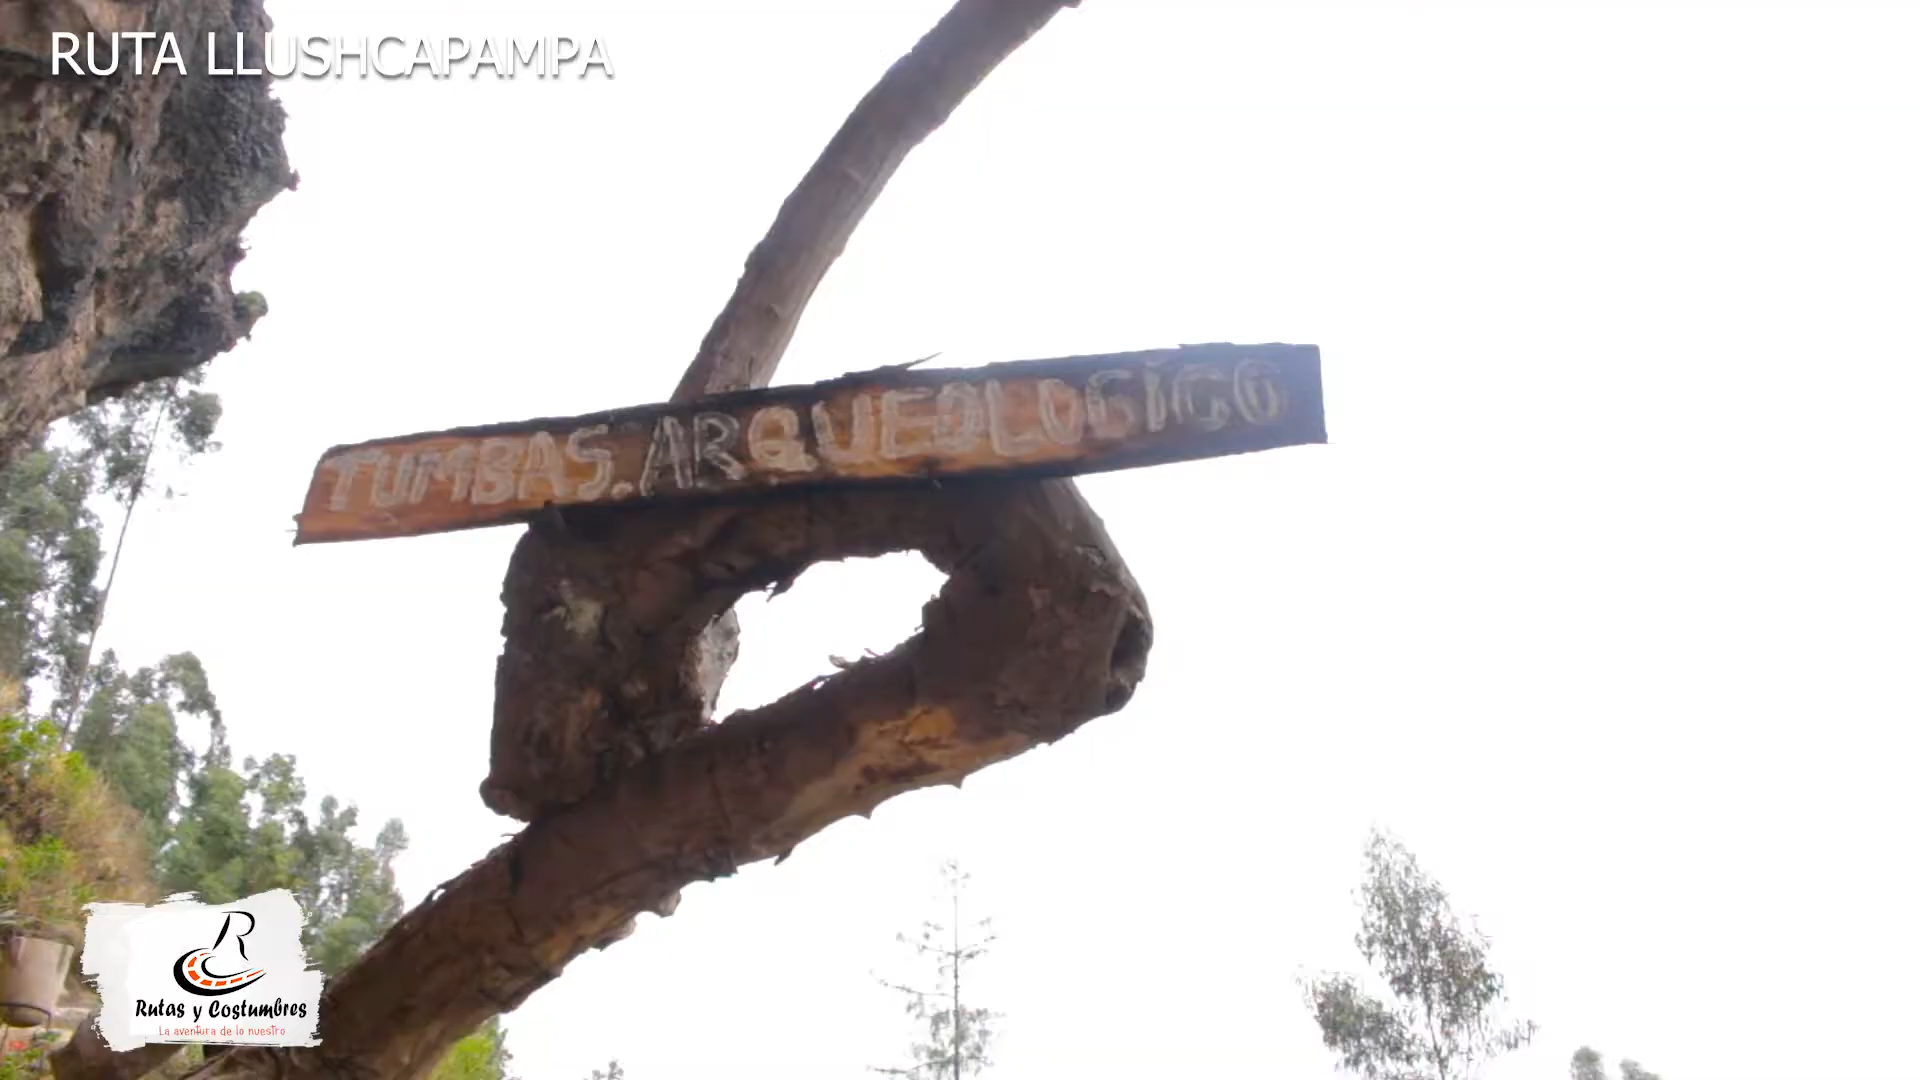 RUTA LLUSHCAPAMPA
TUMBAS.ARQUEOLOGICO
Rutas y Costumbres
La aventura de lo nuestro